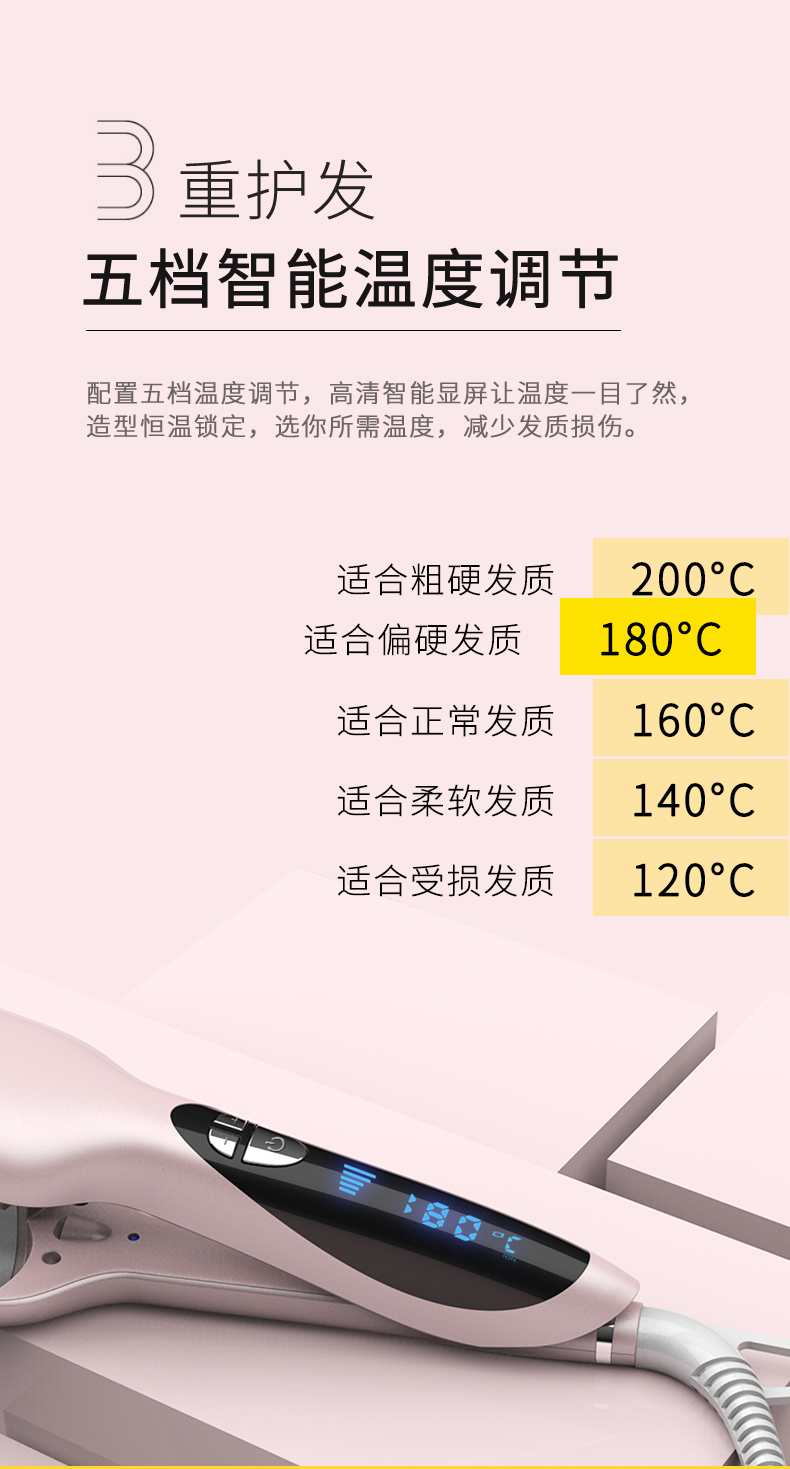 3重护发
五档智能温度调节
配置五档温度调节，高清智能显屏让温度一目了然，
造型恒温锁定，选你所需温度，减少发质损伤。
适合粗硬发质 200°C
适合偏硬发质 180°C
适合正常发质 160°C
适合柔软发质 140°C
适合受损发质 120°C
180°C